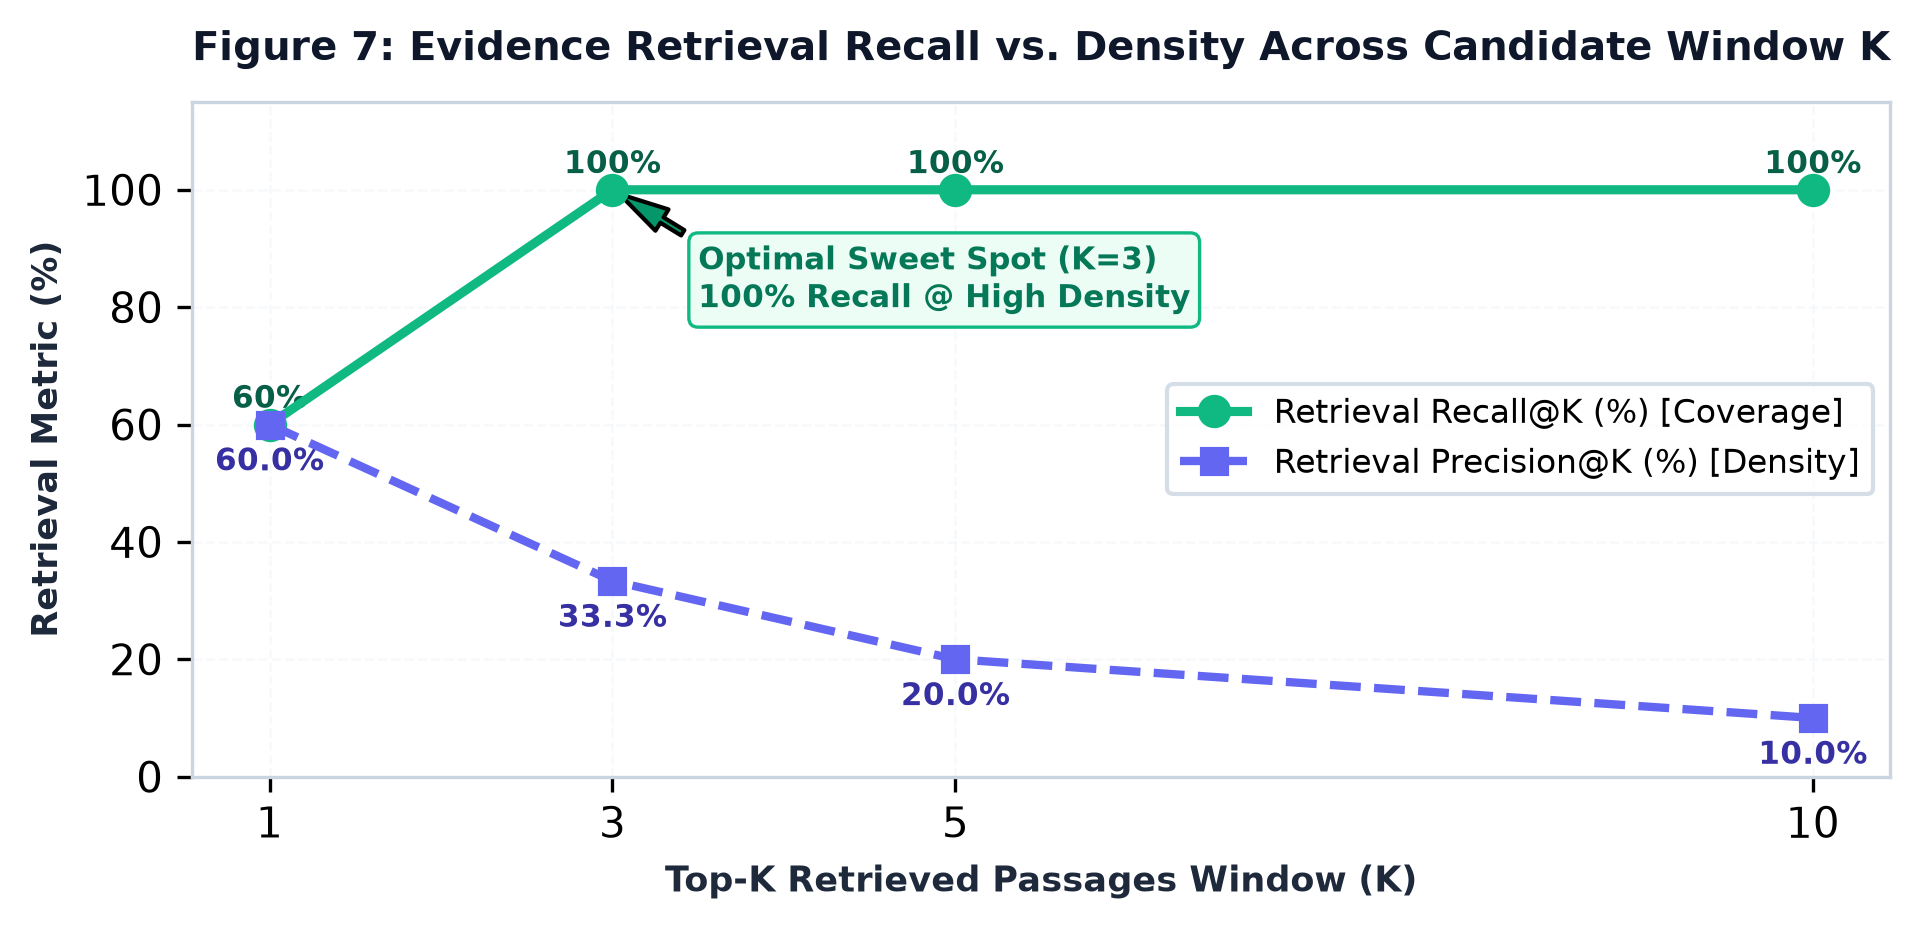 Figure 7: Evidence Retrieval Recall vs. Density Across Candidate Window K
Retrieval Metric (%)
100
80
60
40
20
0
100%
100%
100%
Optimal Sweet Spot (K=3)
100% Recall @ High Density
60%
60.0%
Retrieval Recall@K (%) [Coverage]
Retrieval Precision@K (%) [Density]
33.3%
20.0%
10.0%
1
3
5
10
Top-K Retrieved Passages Window (K)